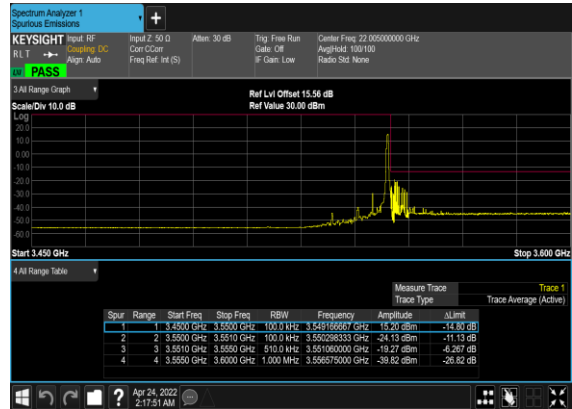 Spectrum Analyzer 1
Spurious Emissions
KEYSIGHT Input: RF Input Z: 50 Ω Atten: 30 dB Trig: Free Run Center Freq: 22.005000000 GHz
RLT Coupling: DC Corr CCorr Gate: Off Avg|Hold: 100/100
Align: Auto Freq Ref: Int (S) IF Gain: Low Radio Std: None
PASS
3 All Range Graph
Ref Lvl Offset 15.56 dB
Scale/Div 10.0 dB Ref Value 30.00 dBm
Log
20.0
10.0
0.00
-10.0
-20.0
-30.0
-40.0
-50.0
-60.0
Start 3.450 GHz Stop 3.600 GHz
4 All Range Table
Measure Trace Trace 1
Trace Type Trace Average (Active)
Spur Range Start Freq Stop Freq RBW Frequency Amplitude ΔLimit
1 1 3.4500 GHz 3.5500 GHz 100.0 kHz 3.549166667 GHz 15.20 dBm -14.80 dB
2 2 3.5500 GHz 3.5510 GHz 100.0 kHz 3.550298333 GHz -24.13 dBm -11.13 dB
3 3 3.5510 GHz 3.5550 GHz 510.0 kHz 3.551060000 GHz -19.27 dBm -6.267 dB
4 4 3.5550 GHz 3.6000 GHz 1.000 MHz 3.556575000 GHz -39.82 dBm -26.82 dB
Apr 24, 2022
2:17:51 AM